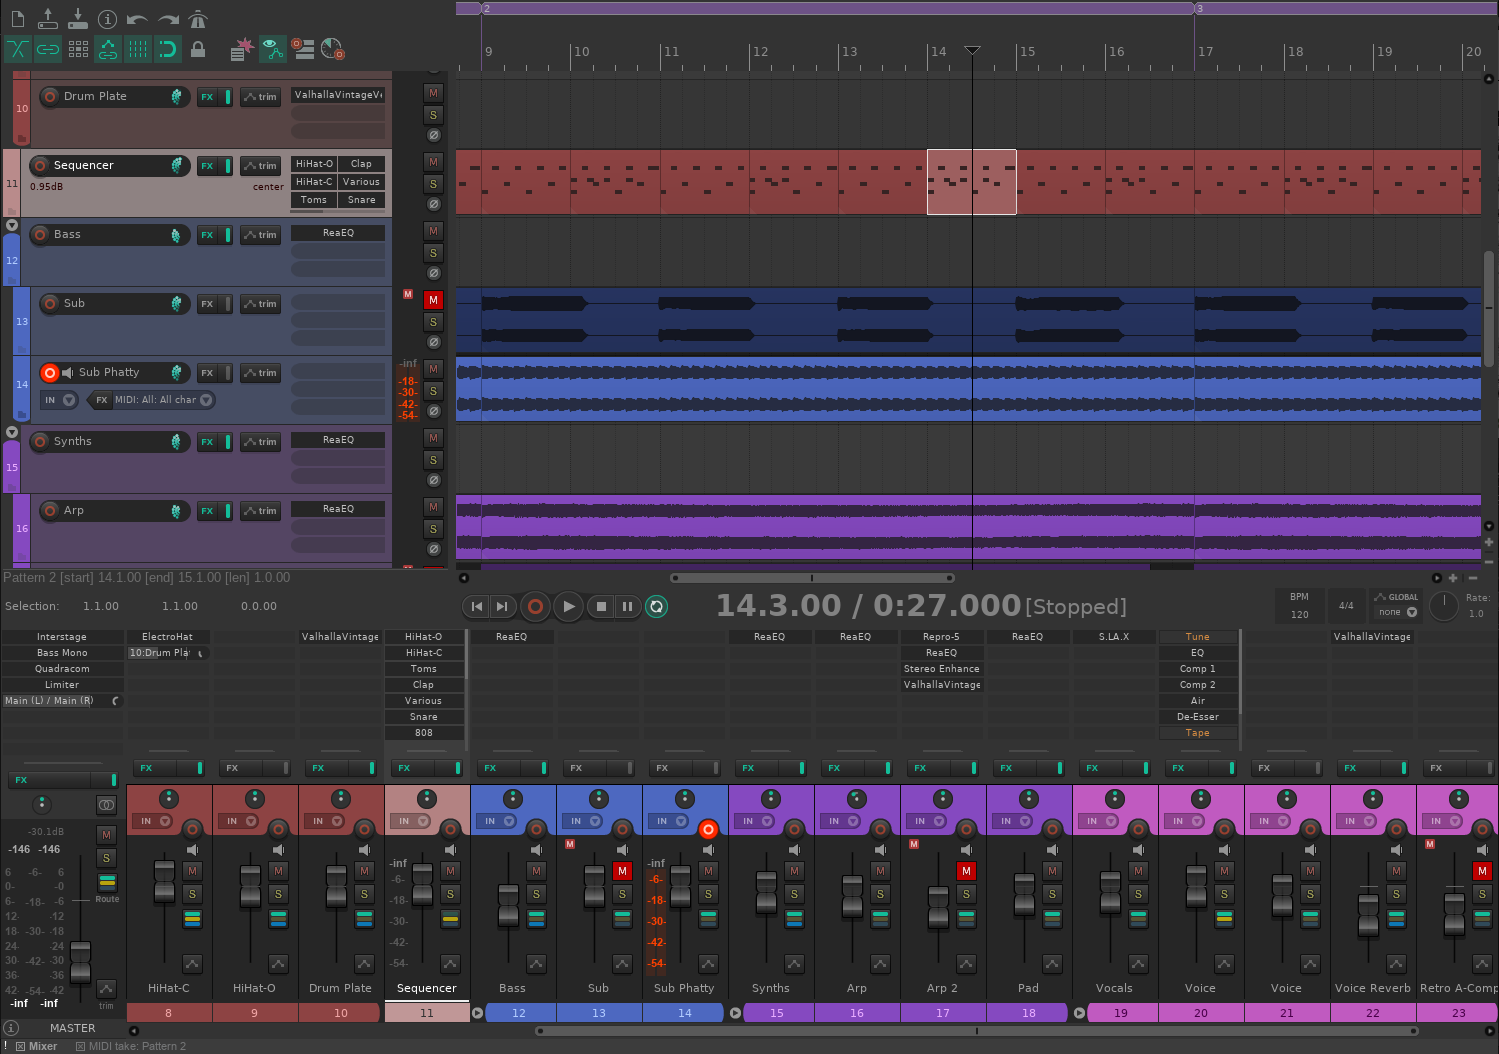 2 3
9 10 11 12 13 14 15 16 17 18 19 20
10 Drum Plate FX trim M
S
11 Sequencer FX trim HiHat-O Clap M
0.95dB center HiHat-C Various S
Toms Snare
12 Bass FX trim ReaEQ M
S
13 Sub FX trim M M
S
14 Sub Phatty FX trim -inf M
IN FX MIDI: All: All char -18- S
-30-
-42-
-54-
15 Synths FX trim ReaEQ M
S
16 Arp FX trim ReaEQ M
S
Pattern 2 [start] 14.1.00 [end] 15.1.00 [len] 1.0.00
Selection: 1.1.00 1.1.00 0.0.00
14.3.00 / 0:27.000 [Stopped]
BPM 120 4/4 GLOBAL none Rate: 1.0
Interstage ElectroHat ValhallaVintage HiHat-O ReaEQ ReaEQ ReaEQ Repro-5 ReaEQ S.LA.X Tune ValhallaVintage
Bass Mono 10:Drum Pla HiHat-C ReaEQ EQ
Quadracom Toms Stereo Enhance Comp 1
Limiter Clap ValhallaVintage Comp 2
Main (L) / Main (R) Various Air
Snare De-Esser
808 Tape
FX FX FX FX FX FX FX FX FX FX FX FX FX FX FX FX FX
IN IN IN IN IN IN IN IN IN IN IN IN IN IN IN IN
-30.1dB M
-146 -146 S
Route
-inf -6- -18- -30- -42- -54-
-inf -6- -18- -30- -42- -54-
M M M M M M M M M M M M M M M M
S S S S S S S S S S S S S S S S
6 -6- 6
0- -0
6- -18- -6
12- -12
18- -30- -18
24- -24
30- -42- -30
36- -36
42- -54- -42
-inf -inf trim
HiHat-C HiHat-O Drum Plate Sequencer Bass Sub Sub Phatty Synths Arp Arp 2 Pad Vocals Voice Voice Voice Reverb Retro A-Comp
8 9 10 11 12 13 14 15 16 17 18 19 20 21 22 23
MASTER
! Mixer MIDI take: Pattern 2